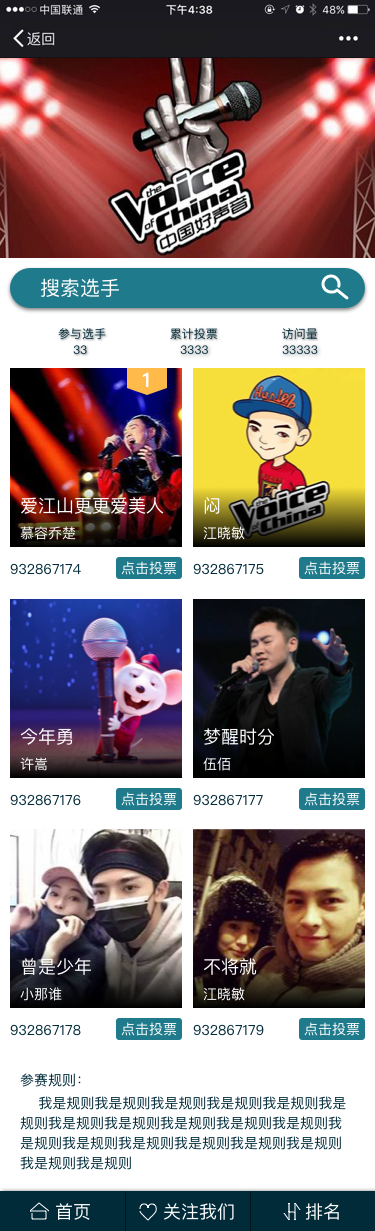 中国联通
下午4:38
48%
返回
the
Voice
of China
中国好声音
搜索选手
参与选手 累计投票 访问量
33 3333 33333
1
爱江山更更爱美人
慕容乔楚
932867174 点击投票
Hunter
Voice
of China
闷
江晓敏
932867175 点击投票
今年勇
许嵩
932867176 点击投票
梦醒时分
伍佰
932867177 点击投票
曾是少年
小那谁
932867178 点击投票
不将就
江晓敏
932867179 点击投票
参赛规则：
我是规则我是规则我是规则我是规则我是规则我是
规则我是规则我是规则我是规则我是规则我是规则我
是规则我是规则我是规则我是规则我是规则我是规则
我是规则我是规则
首页 关注我们 排名